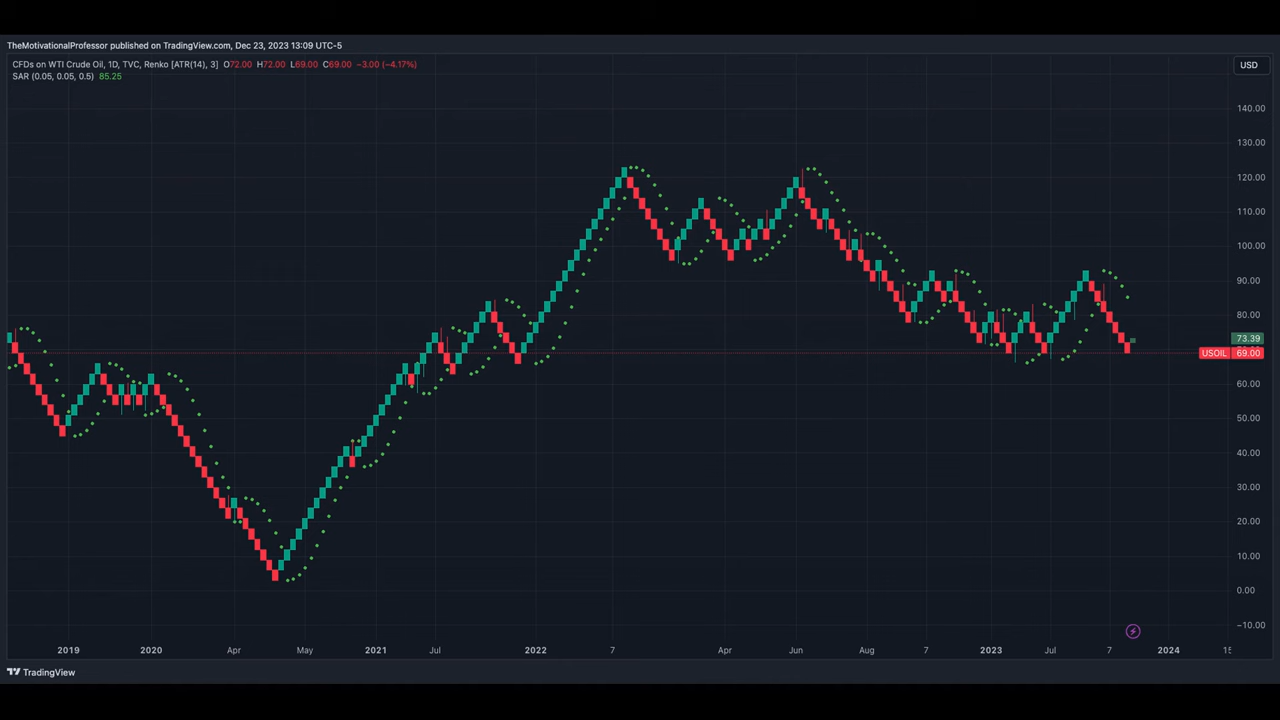 TheMotivationalProfessor published on TradingView.com, Dec 23, 2023 13:09 UTC-5
CFDs on WTI Crude Oil, 1D, TVC, Renko [ATR(14), 3] O72.00 H72.00 L69.00 C69.00 −3.00 (−4.17%)
SAR (0.05, 0.05, 0.5) 85.25
USD
140.00
130.00
120.00
110.00
100.00
90.00
80.00
73.39
USOIL 69.00
60.00
50.00
40.00
30.00
20.00
10.00
0.00
−10.00
2019 2020 Apr May 2021 Jul 2022 7 Apr Jun Aug 7 2023 Jul 7 2024 15
TradingView